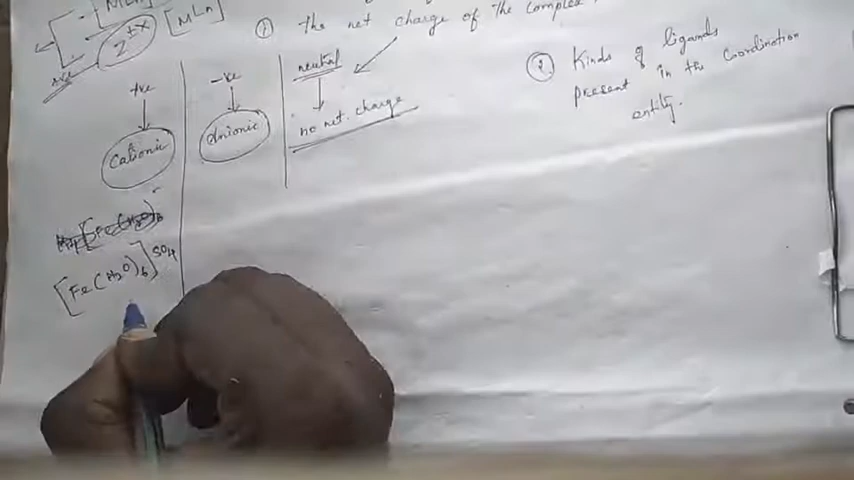 [MLn]
Z±x [MLn]
① the net charge of the complex
+ve
Cationic
[Fe(H2O)6]SO4
-ve
Anionic
neutral
no net charge
② Kinds of ligands
present in the Coordination
entity.